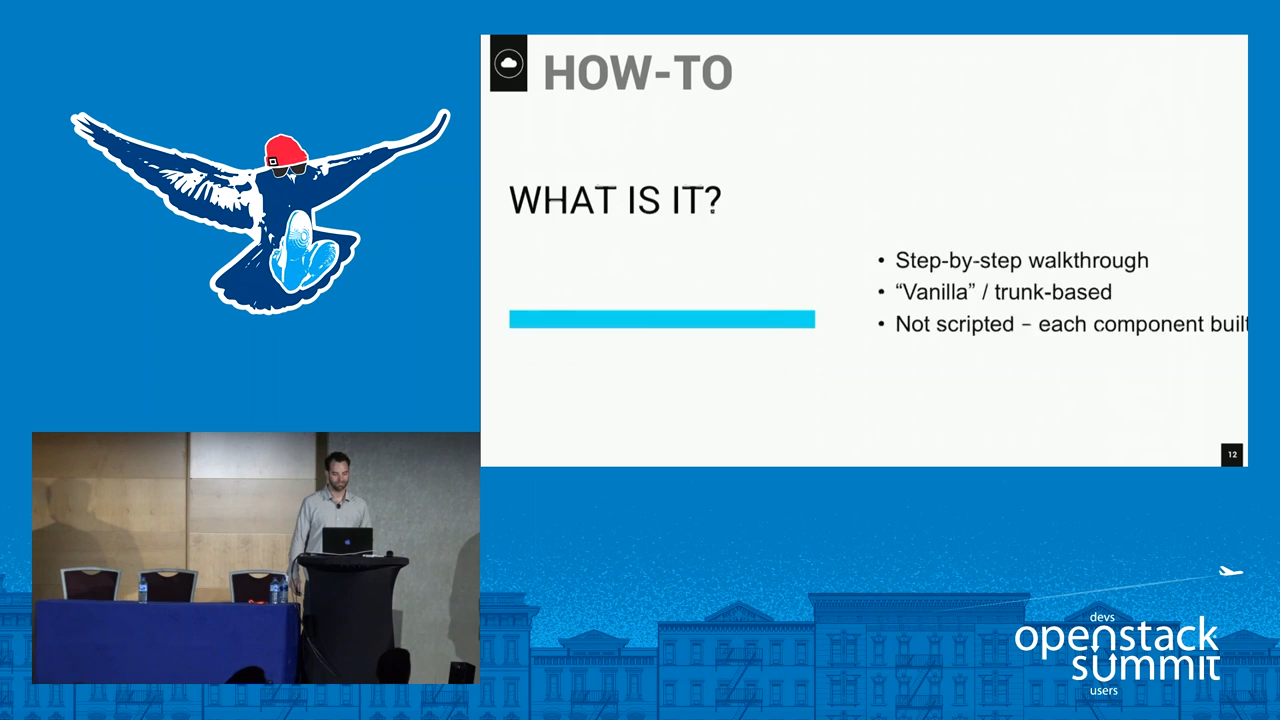 HOW-TO
WHAT IS IT?
• Step-by-step walkthrough
• “Vanilla” / trunk-based
• Not scripted – each component built
12
devs
openstack
summit
users